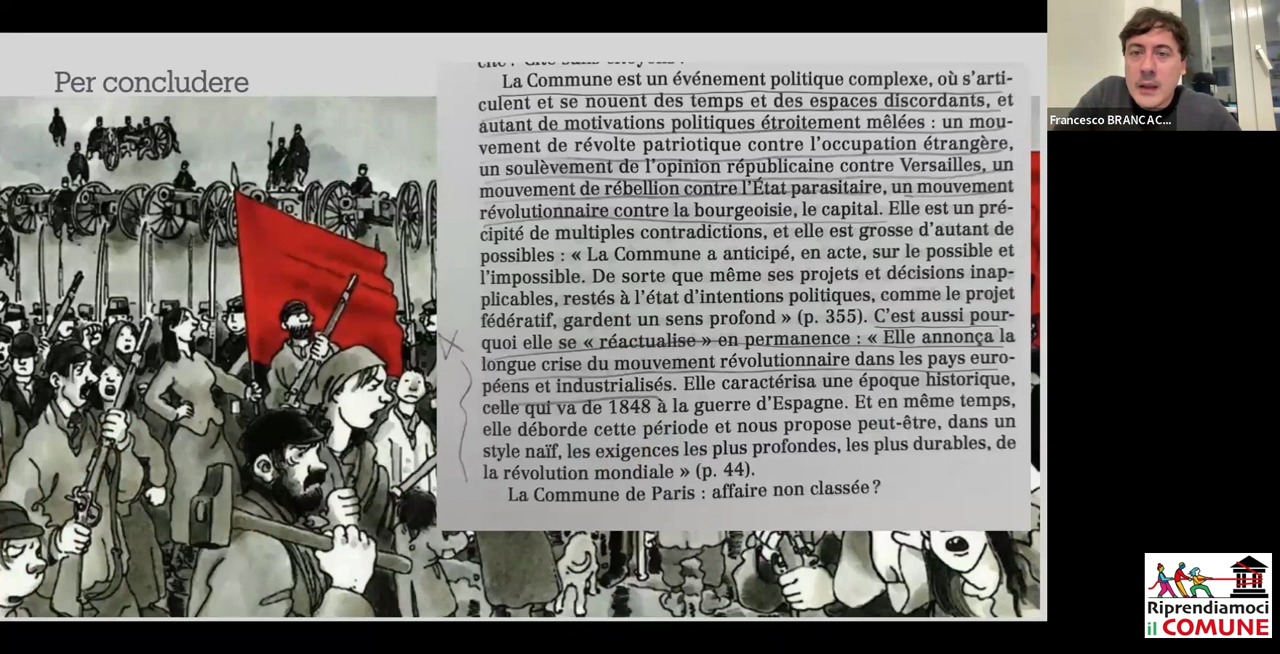 Per concludere
La Commune est un événement politique complexe, où s'arti-
culent et se nouent des temps et des espaces discordants, et
autant de motivations politiques étroitement mêlées : un mou-
vement de révolte patriotique contre l'occupation étrangère,
un soulèvement de l'opinion républicaine contre Versailles, un
mouvement de rébellion contre l'État parasitaire, un mouvement
révolutionnaire contre la bourgeoisie, le capital. Elle est un pré-
cipité de multiples contradictions, et elle est grosse d'autant de
possibles : « La Commune a anticipé, en acte, sur le possible et
l'impossible. De sorte que même ses projets et décisions inap-
plicables, restés à l'état d'intentions politiques, comme le projet
fédératif, gardent un sens profond » (p. 355). C'est aussi pour-
quoi elle se « réactualise » en permanence : « Elle annonça la
longue crise du mouvement révolutionnaire dans les pays euro-
péens et industrialisés. Elle caractérisa une époque historique,
celle qui va de 1848 à la guerre d'Espagne. Et en même temps,
elle déborde cette période et nous propose peut-être, dans un
style naïf, les exigences les plus profondes, les plus durables, de
la révolution mondiale » (p. 44).
La Commune de Paris : affaire non classée ?
Francesco BRANCAC...
Riprendiamoci
il COMUNE